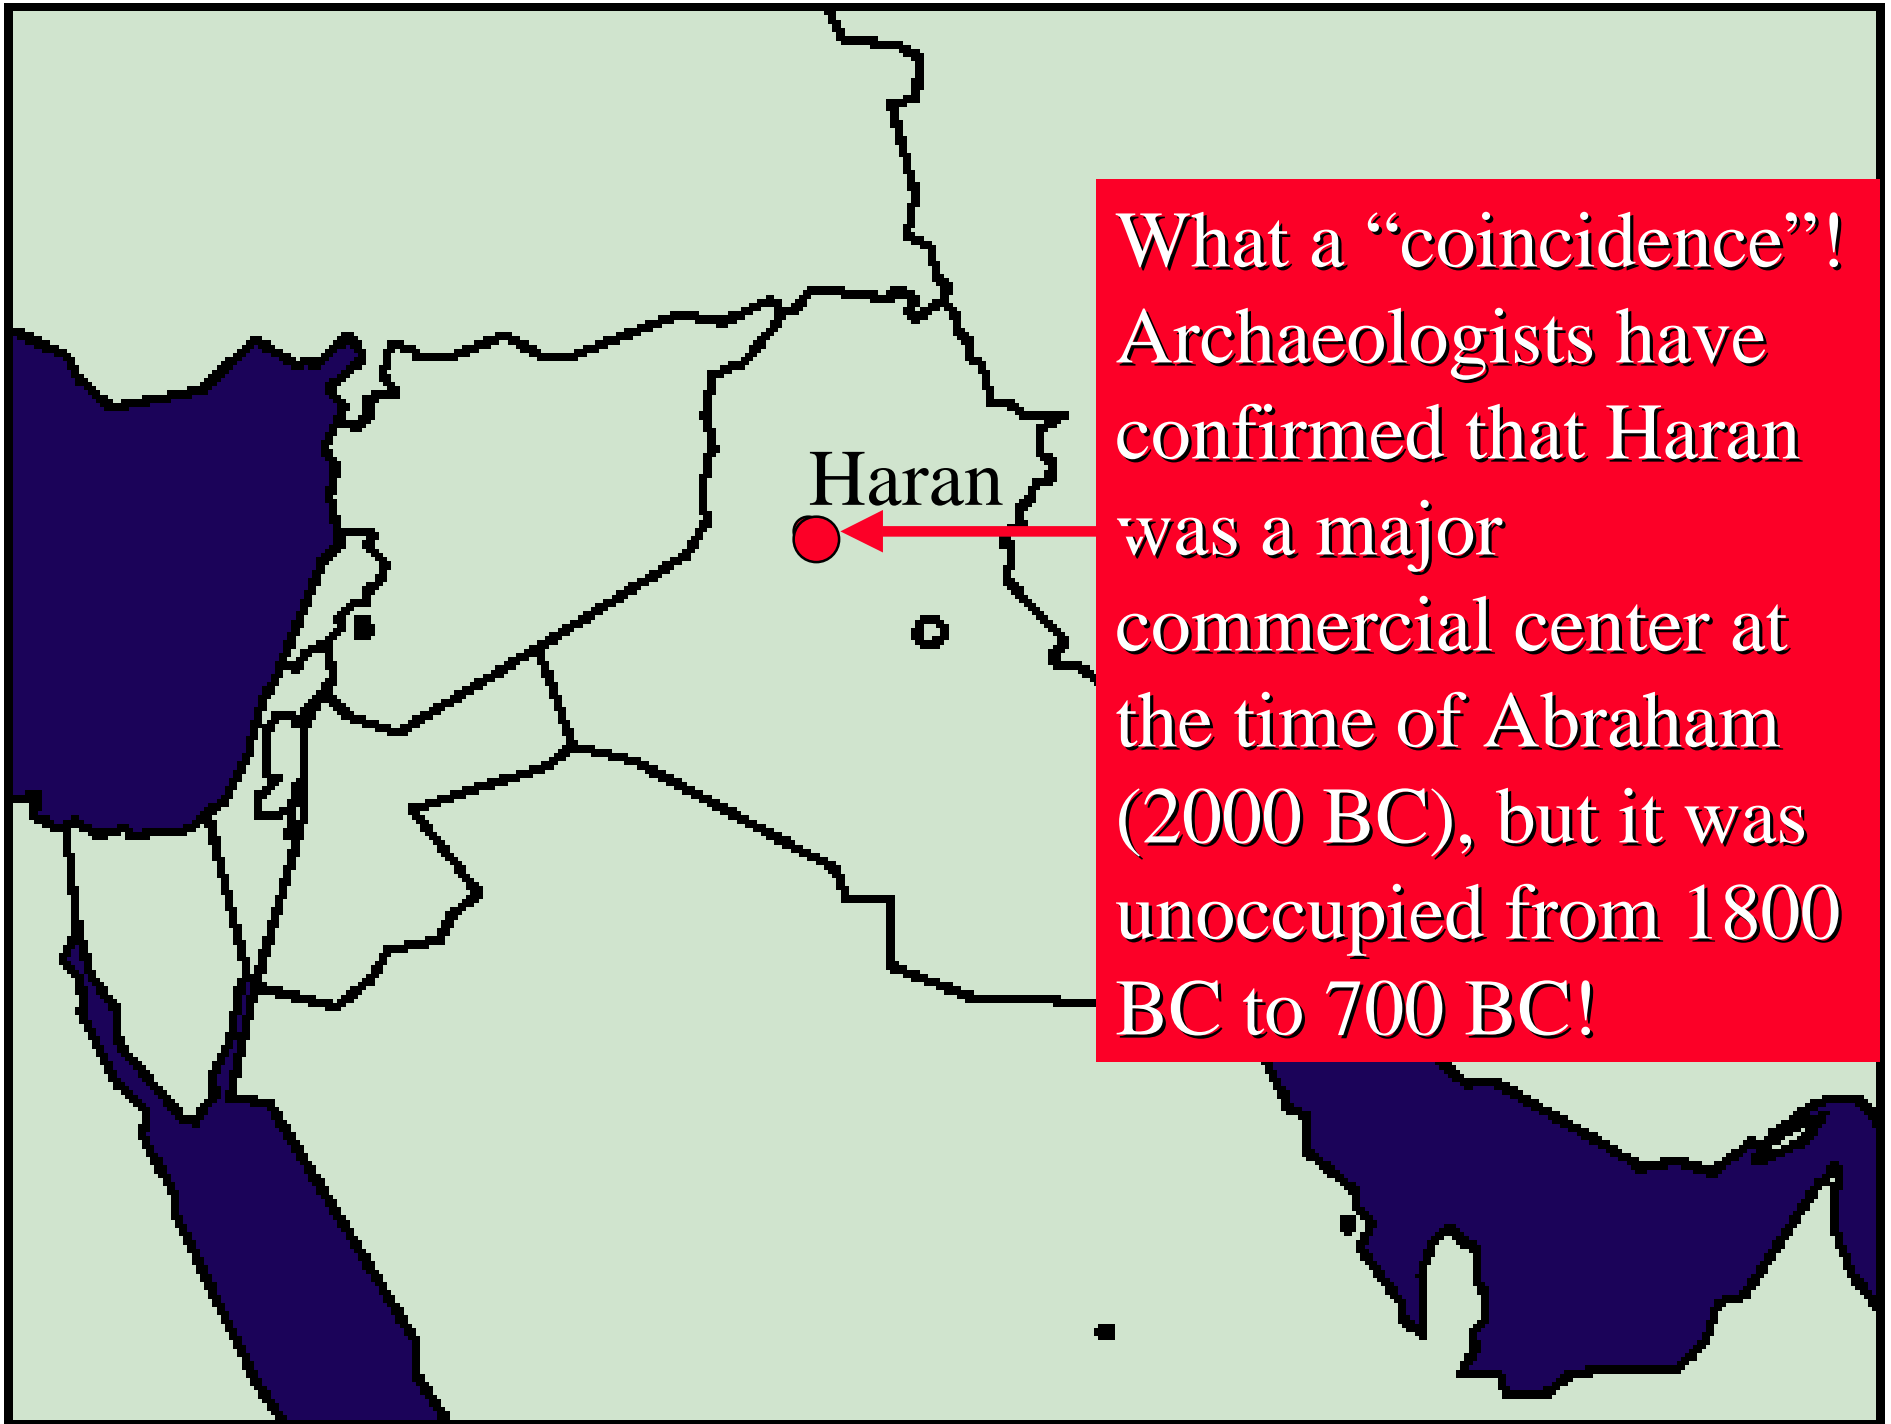 What a “coincidence”!
Archaeologists have
confirmed that Haran
was a major
commercial center at
the time of Abraham
(2000 BC), but it was
unoccupied from 1800
BC to 700 BC!
Haran